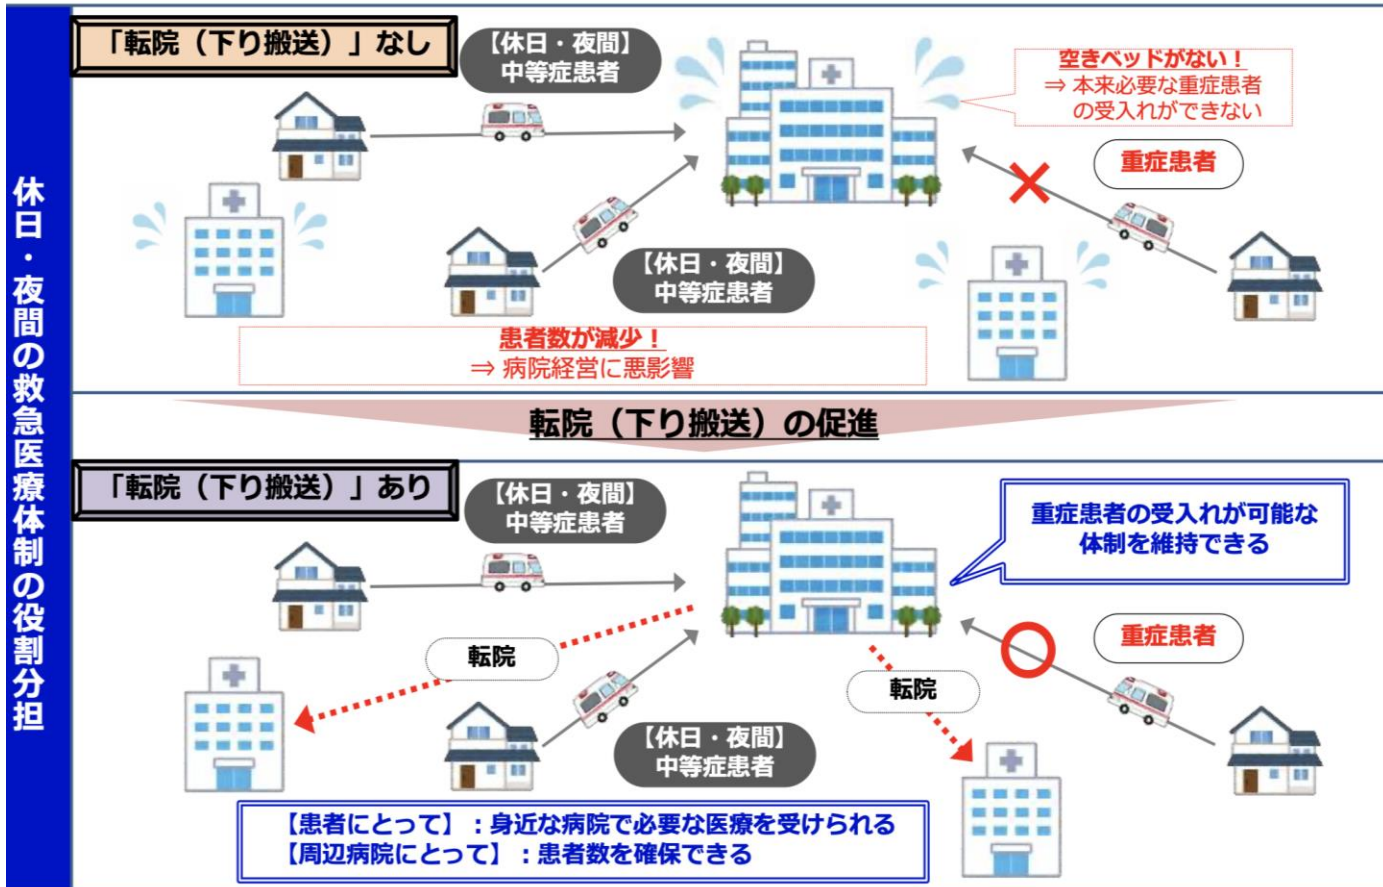 休日・夜間の救急医療体制の役割分担
「転院（下り搬送）」なし
【休日・夜間】
中等症患者
空きベッドがない！
⇒ 本来必要な重症患者
の受入れができない
重症患者
【休日・夜間】
中等症患者
患者数が減少！
⇒ 病院経営に悪影響
転院（下り搬送）の促進
「転院（下り搬送）」あり
【休日・夜間】
中等症患者
重症患者の受入れが可能な
体制を維持できる
重症患者
転院
転院
【休日・夜間】
中等症患者
【患者にとって】：身近な病院で必要な医療を受けられる
【周辺病院にとって】：患者数を確保できる